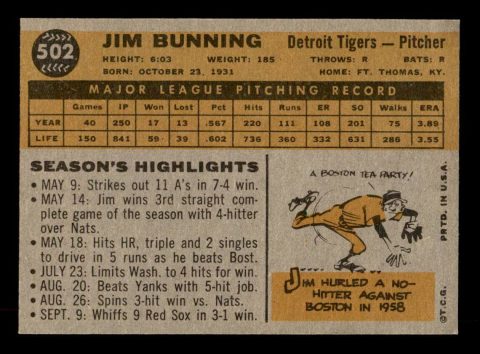 502
JIM BUNNING
Detroit Tigers — Pitcher
HEIGHT: 6:03 WEIGHT: 185 THROWS: R BATS: R
BORN: OCTOBER 23, 1931 HOME: FT. THOMAS, KY.
MAJOR LEAGUE PITCHING RECORD
Games IP Won Lost Pct. Hits Runs ER SO Walks ERA
YEAR 40 250 17 13 .567 220 111 108 201 75 3.89
LIFE 150 841 59 39 .602 736 360 332 631 286 3.55
SEASON'S HIGHLIGHTS
• MAY 9: Strikes out 11 A's in 7-4 win.
• MAY 14: Jim wins 3rd straight com-
plete game of the season with 4-hitter
over Nats.
• MAY 18: Hits HR, triple and 2 singles
to drive in 5 runs as he beats Bost.
• JULY 23: Limits Wash. to 4 hits for win.
• AUG. 20: Beats Yanks with 5-hit job.
• AUG. 26: Spins 3-hit win vs. Nats.
• SEPT. 9: Whiffs 9 Red Sox in 3-1 win.
A BOSTON TEA PARTY!
JIM HURLED A NO-
HITTER AGAINST
BOSTON IN
1958
©T.C.G. PRTD. IN U.S.A.